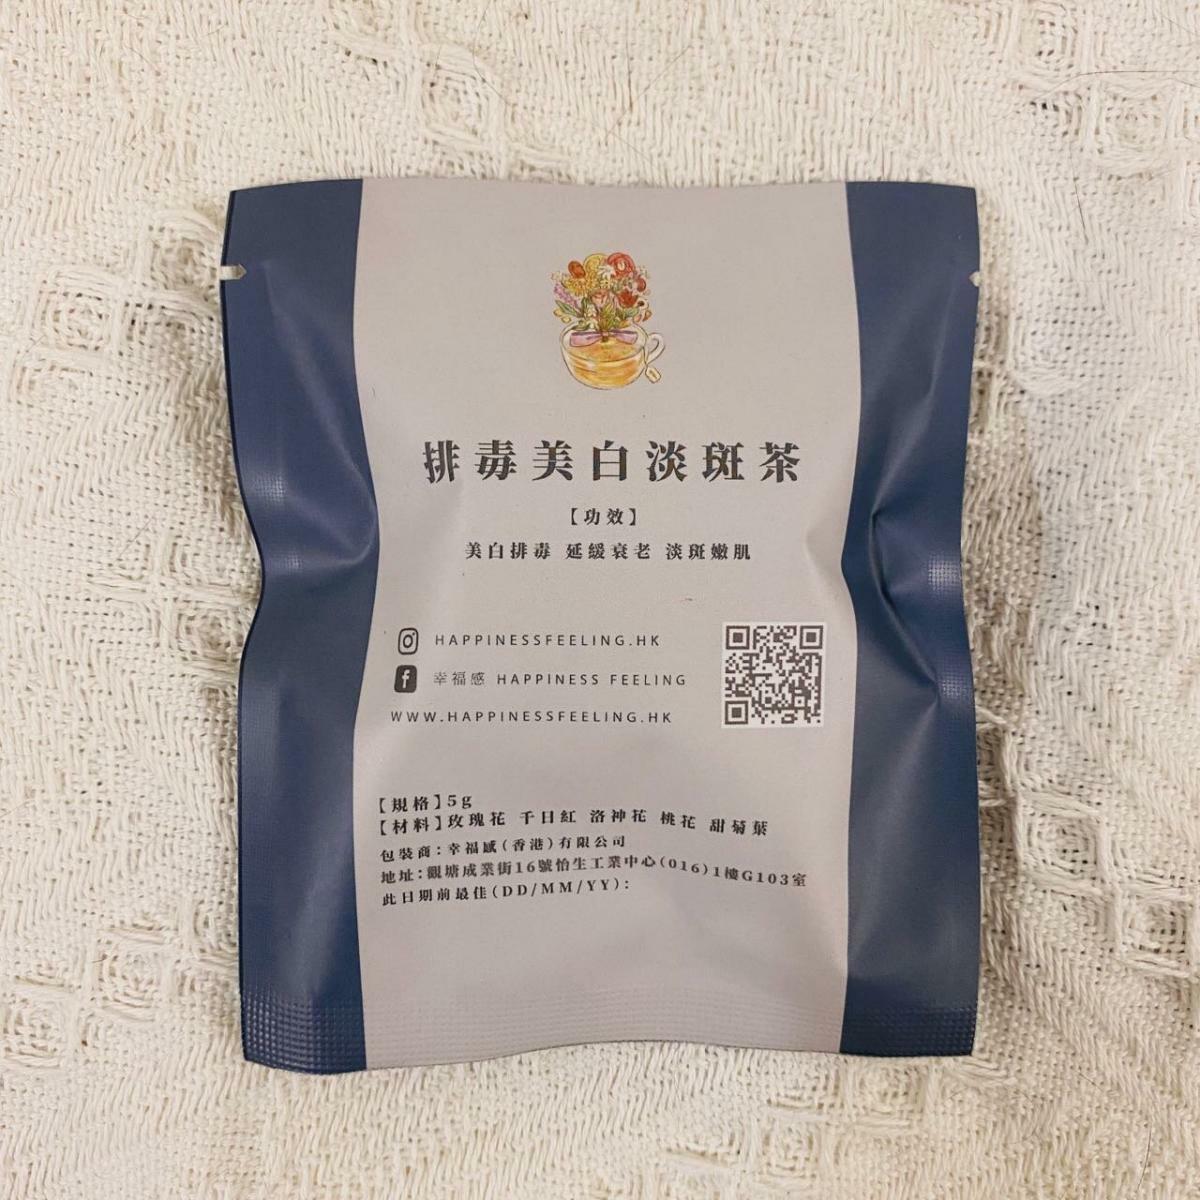 排毒美白淡斑茶
【功效】
美白排毒 延緩衰老 淡斑嫩肌
HAPPINESSFEELING.HK
幸福感 HAPPINESS FEELING
WWW.HAPPINESSFEELING.HK
【規格】5g
【材料】玫瑰花 千日紅 洛神花 桃花 甜菊葉
包裝商：幸福感(香港)有限公司
地址：觀塘成業街16號怡生工業中心(016)1樓G103室
此日期前最佳(DD/MM/YY)：